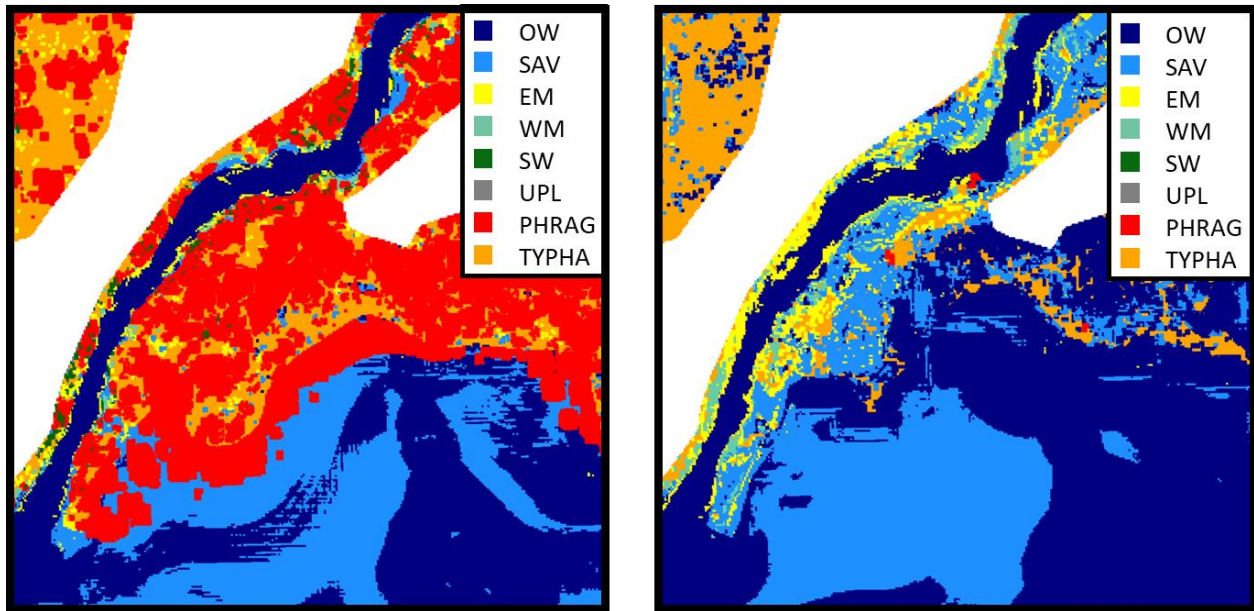 OW
SAV
EM
WM
SW
UPL
PHRAG
TYPHA
OW
SAV
EM
WM
SW
UPL
PHRAG
TYPHA